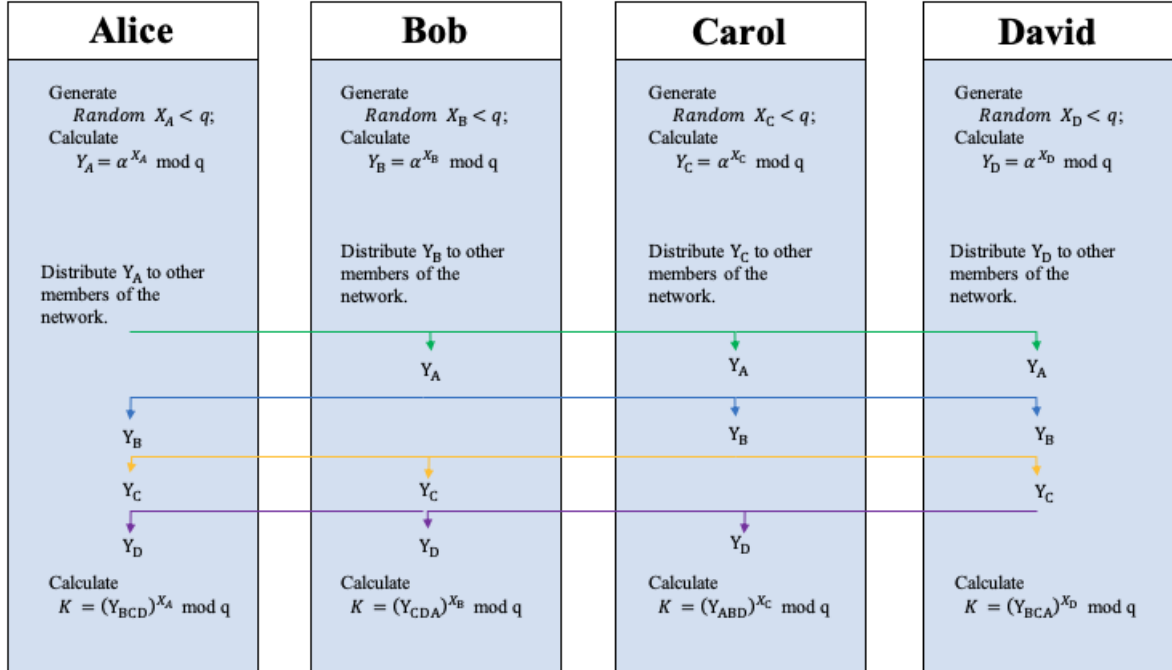 Alice
Generate
Random X_A < q;
Calculate
Y_A = α^{X_A} mod q
Distribute Y_A to other
members of the
network.
Y_B
Y_C
Y_D
Calculate
K = (Y_BCD)^{X_A} mod q
Bob
Generate
Random X_B < q;
Calculate
Y_B = α^{X_B} mod q
Distribute Y_B to other
members of the
network.
Y_A
Y_C
Y_D
Calculate
K = (Y_CDA)^{X_B} mod q
Carol
Generate
Random X_C < q;
Calculate
Y_C = α^{X_C} mod q
Distribute Y_C to other
members of the
network.
Y_A
Y_B
Y_D
Calculate
K = (Y_ABD)^{X_C} mod q
David
Generate
Random X_D < q;
Calculate
Y_D = α^{X_D} mod q
Distribute Y_D to other
members of the
network.
Y_A
Y_B
Y_C
Calculate
K = (Y_BCA)^{X_D} mod q